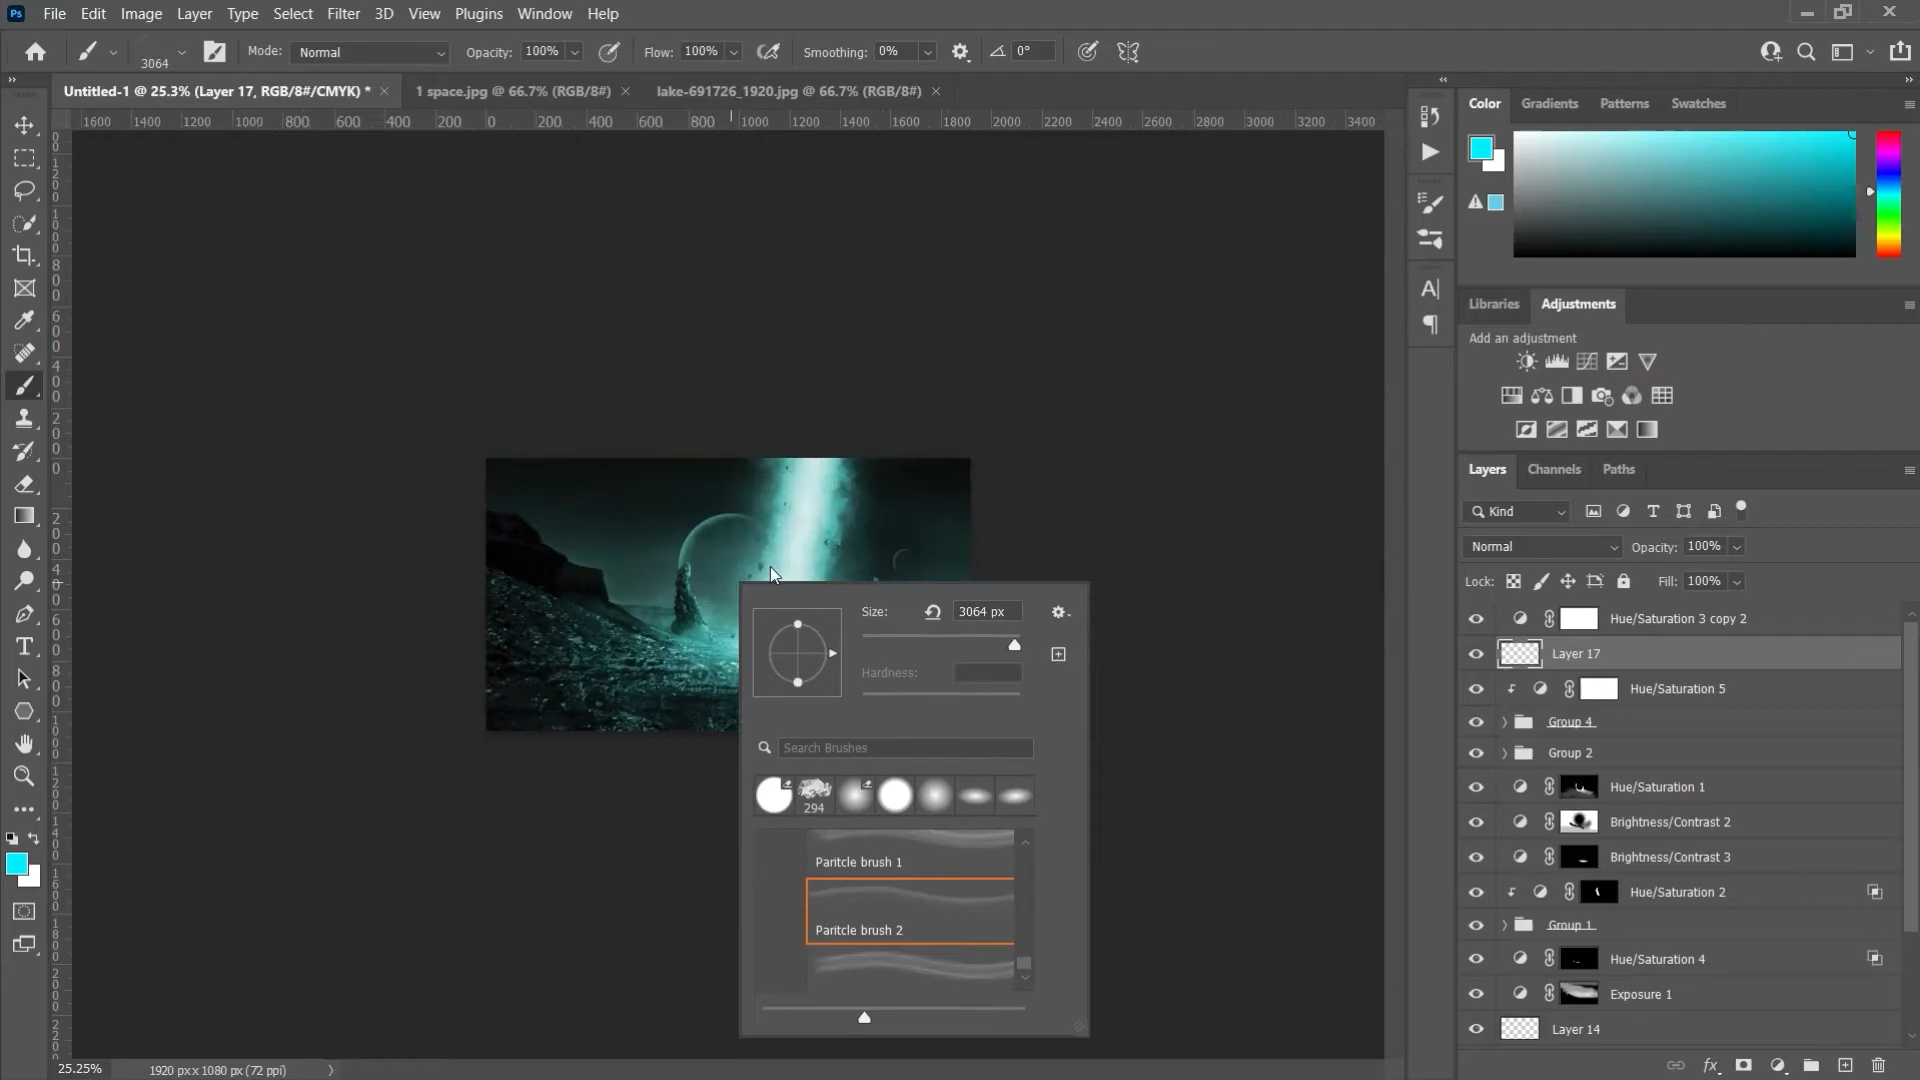 Ps File Edit Image Layer Type Select Filter 3D View Plugins Window Help
3064 Mode: Normal Opacity: 100% Flow: 100% Smoothing: 0% 0°
Untitled-1 @ 25.3% (Layer 17, RGB/8#/CMYK) * 1 space.jpg @ 66.7% (RGB/8#) lake-691726_1920.jpg @ 66.7% (RGB/8#)
1600 1400 1200 1000 800 600 400 200 0 200 400 600 800 1000 1200 1400 1600 1800 2000 2200 2400 2600 2800 3000 3200 3400
Color Gradients Patterns Swatches
Libraries Adjustments
Add an adjustment
Layers Channels Paths
Kind
Normal Opacity: 100%
Lock: Fill: 100%
Hue/Saturation 3 copy 2
Layer 17
Hue/Saturation 5
Group 4
Group 2
Hue/Saturation 1
Brightness/Contrast 2
Brightness/Contrast 3
Hue/Saturation 2
Group 1
Hue/Saturation 4
Exposure 1
Layer 14
Size: 3064 px
Hardness:
Search Brushes
294
Paritcle brush 1
Paritcle brush 2
25.25% 1920 px x 1080 px (72 ppi)